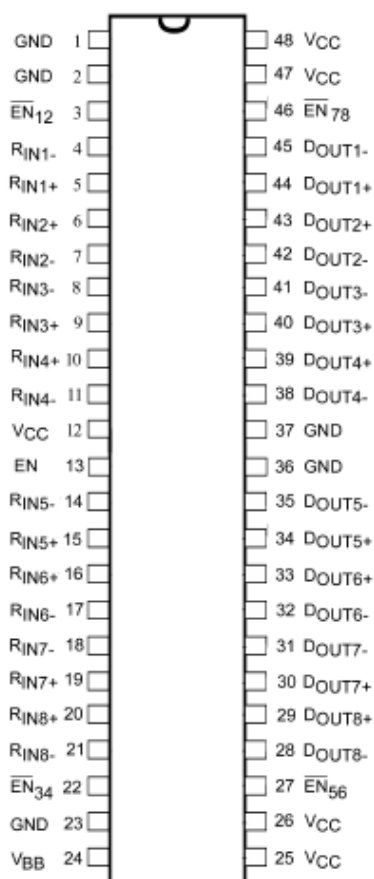 GND 1 48 VCC
GND 2 47 VCC
E̅N̅12 3 46 E̅N̅78
RIN1- 4 45 DOUT1-
RIN1+ 5 44 DOUT1+
RIN2+ 6 43 DOUT2+
RIN2- 7 42 DOUT2-
RIN3- 8 41 DOUT3-
RIN3+ 9 40 DOUT3+
RIN4+ 10 39 DOUT4+
RIN4- 11 38 DOUT4-
VCC 12 37 GND
EN 13 36 GND
RIN5- 14 35 DOUT5-
RIN5+ 15 34 DOUT5+
RIN6+ 16 33 DOUT6+
RIN6- 17 32 DOUT6-
RIN7- 18 31 DOUT7-
RIN7+ 19 30 DOUT7+
RIN8+ 20 29 DOUT8+
RIN8- 21 28 DOUT8-
E̅N̅34 22 27 E̅N̅56
GND 23 26 VCC
VBB 24 25 VCC